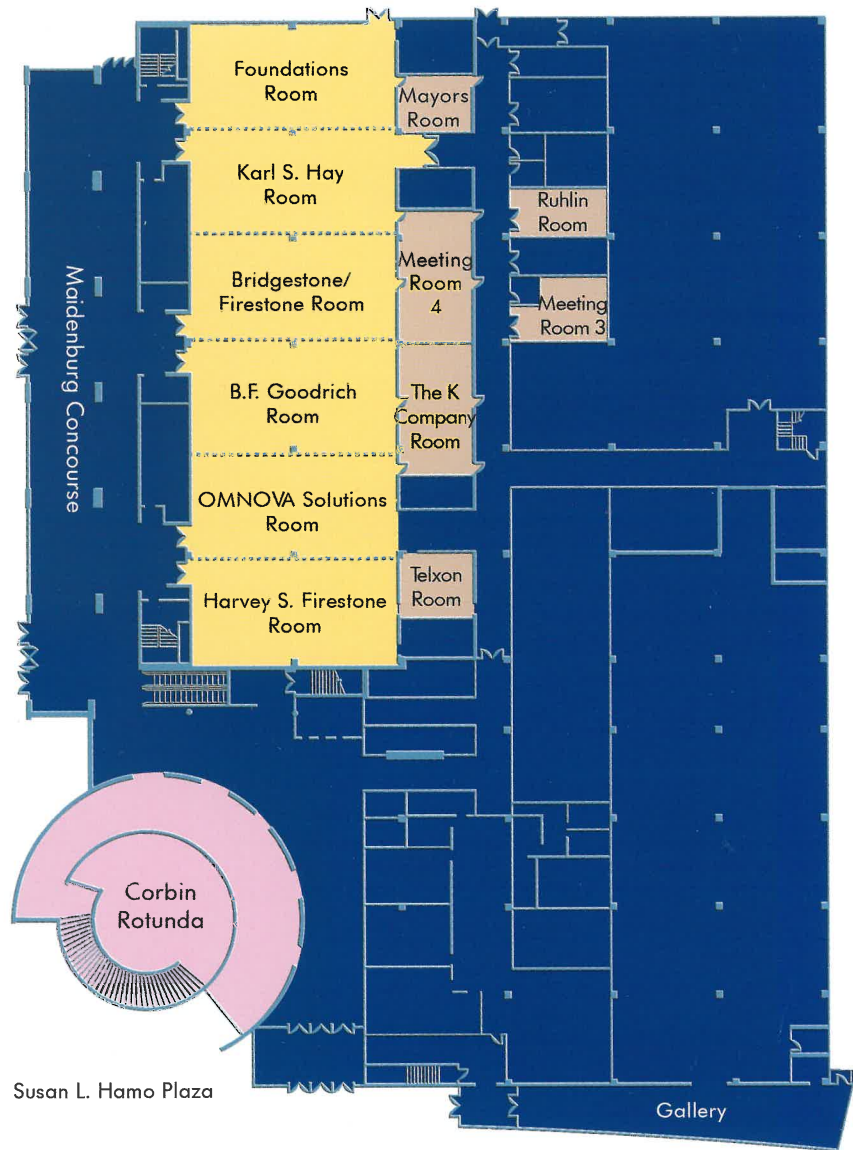 Foundations
Room
Mayors
Room
Karl S. Hay
Room
Ruhlin
Room
Maidenburg Concourse
Bridgestone/
Firestone Room
Meeting
Room
4
Meeting
Room 3
B.F. Goodrich
Room
The K
Company
Room
OMNOVA Solutions
Room
Harvey S. Firestone
Room
Telxon
Room
Corbin
Rotunda
Susan L. Hamo Plaza
Gallery